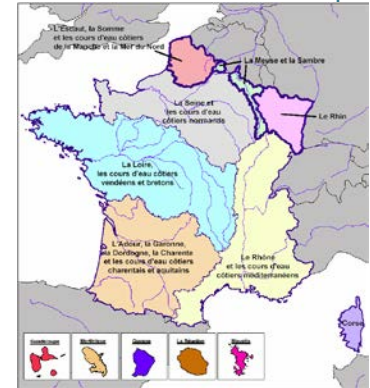 L'Escaut, la Somme
et les cours d'eau côtiers
de la Manche et la Mer du Nord
La Meuse et la Sambre
La Seine et les
cours d'eau
côtiers normands
Le Rhin
La Loire,
les cours d'eau côtiers
vendéens et bretons
L'Adour, la Garonne,
la Dordogne, la Charente
et les cours d'eau côtiers
charentais et aquitains
Le Rhône
et les cours d'eau
côtiers méditerranéens
Corse
Guadeloupe
Martinique
Guyane
La Réunion
Mayotte